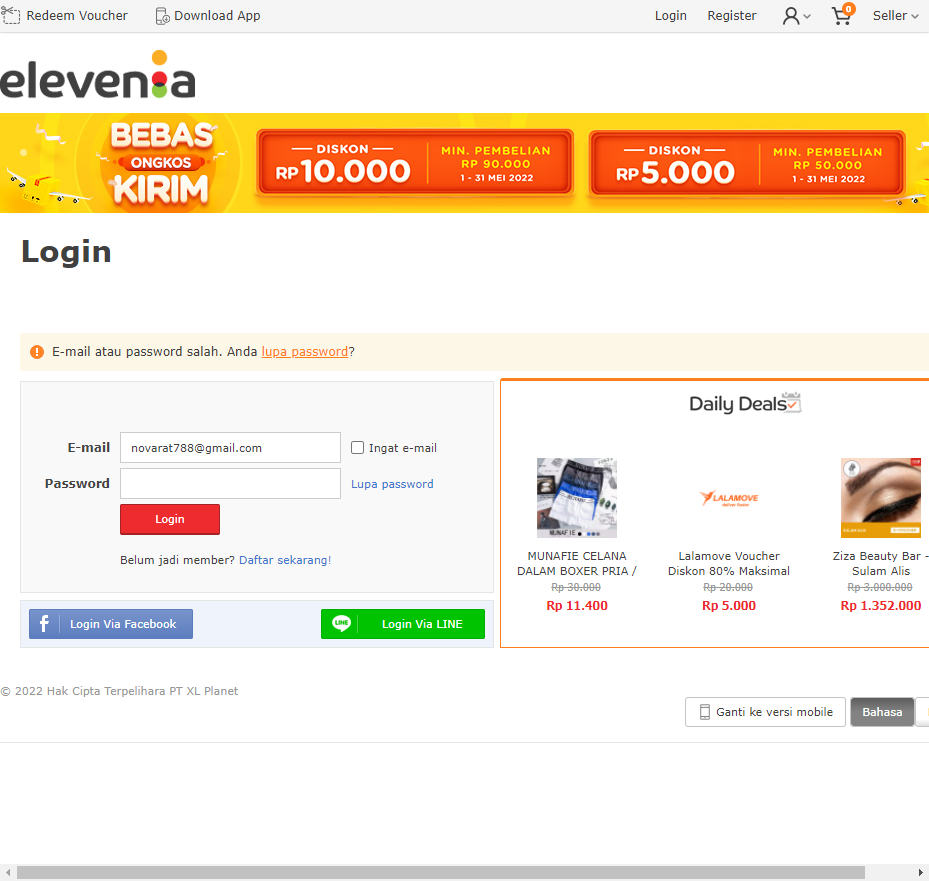 Redeem Voucher
Download App
Login
Register
0
Seller
elevenia
BEBAS
ONGKOS
KIRIM
DISKON
RP10.000
MIN. PEMBELIAN
RP 90.000
1 - 31 MEI 2022
DISKON
RP5.000
MIN. PEMBELIAN
RP 50.000
1 - 31 MEI 2022
Login
E-mail atau password salah. Anda lupa password?
E-mail
novarat788@gmail.com
Ingat e-mail
Password
Lupa password
Login
Belum jadi member? Daftar sekarang!
Login Via Facebook
LINE
Login Via LINE
Daily Deals
MUNAFIE
MUNAFIE CELANA
DALAM BOXER PRIA /
Rp 30.000
Rp 11.400
LALAMOVE
Lalamove Voucher
Diskon 80% Maksimal
Rp 20.000
Rp 5.000
Ziza Beauty Bar -
Sulam Alis
Rp 3.000.000
Rp 1.352.000
© 2022 Hak Cipta Terpelihara PT XL Planet
Ganti ke versi mobile
Bahasa